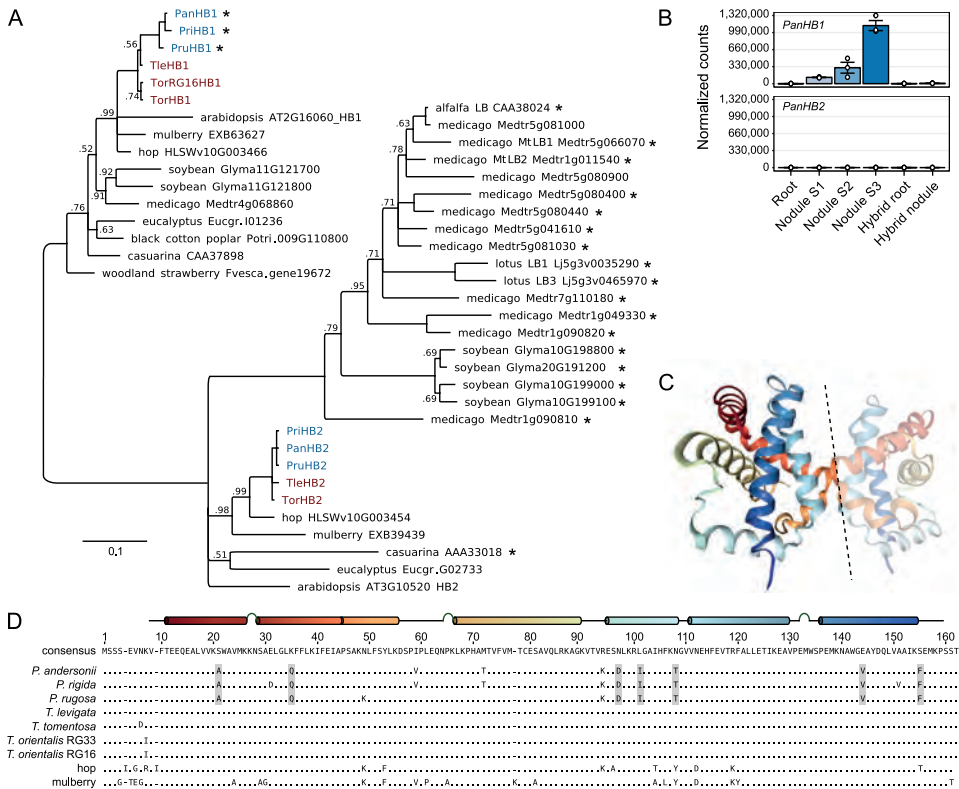 A
PanHB1 *
PriHB1 *
.56
PruHB1 *
TleHB1
TorRG16HB1
.74
TorHB1
.99
arabidopsis AT2G16060_HB1
mulberry EXB63627
hop HLSWv10G003466
.52
.92
soybean Glyma11G121700
soybean Glyma11G121800
.91
medicago Medtr4g068860
.76
eucalyptus Eucgr.I01236
.63
black cotton poplar Potri.009G110800
casuarina CAA37898
woodland strawberry Fvesca.gene19672
alfalfa LB CAA38024 *
.63
medicago Medtr5g081000
medicago MtLB1 Medtr5g066070 *
.78
medicago MtLB2 Medtr1g011540 *
medicago Medtr5g080900
medicago Medtr5g080400 *
.71
medicago Medtr5g080440 *
medicago Medtr5g041610 *
medicago Medtr5g081030 *
.71
lotus LB1 Lj5g3v0035290 *
lotus LB3 Lj5g3v0465970 *
.95
medicago Medtr7g110180 *
medicago Medtr1g049330 *
.79
medicago Medtr1g090820 *
.69
soybean Glyma10G198800 *
soybean Glyma20G191200 *
soybean Glyma10G199000 *
.69
soybean Glyma10G199100 *
medicago Medtr1g090810 *
PriHB2
PanHB2
PruHB2
.99
TleHB2
TorHB2
.98
hop HLSWv10G003454
mulberry EXB39439
.51
casuarina AAA33018 *
eucalyptus Eucgr.G02733
arabidopsis AT3G10520_HB2
0.1
B
Normalized counts
1,320,000
990,000
660,000
330,000
0
PanHB1
1,320,000
990,000
660,000
330,000
0
PanHB2
Root
Nodule S1
Nodule S2
Nodule S3
Hybrid root
Hybrid nodule
C
D
1 10 20 30 40 50 60 70 80 90 100 110 120 130 140 150 160
consensus
P. andersonii A Q V T K D I T V F
P. rigida A D Q V T K D I T V V F
P. rugosa A Q K D I T V F
T. levigata
T. tomentosa D
T. orientalis RG33 I
T. orientalis RG16 I
hop I G R I K F K A I Y D K T
mulberry G - T E G A A G K F V P A K A I L Y D K Y T